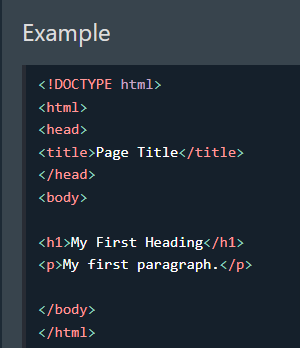 Example
<!DOCTYPE html>
<html>
<head>
<title>Page Title</title>
</head>
<body>
<h1>My First Heading</h1>
<p>My first paragraph.</p>
</body>
</html>